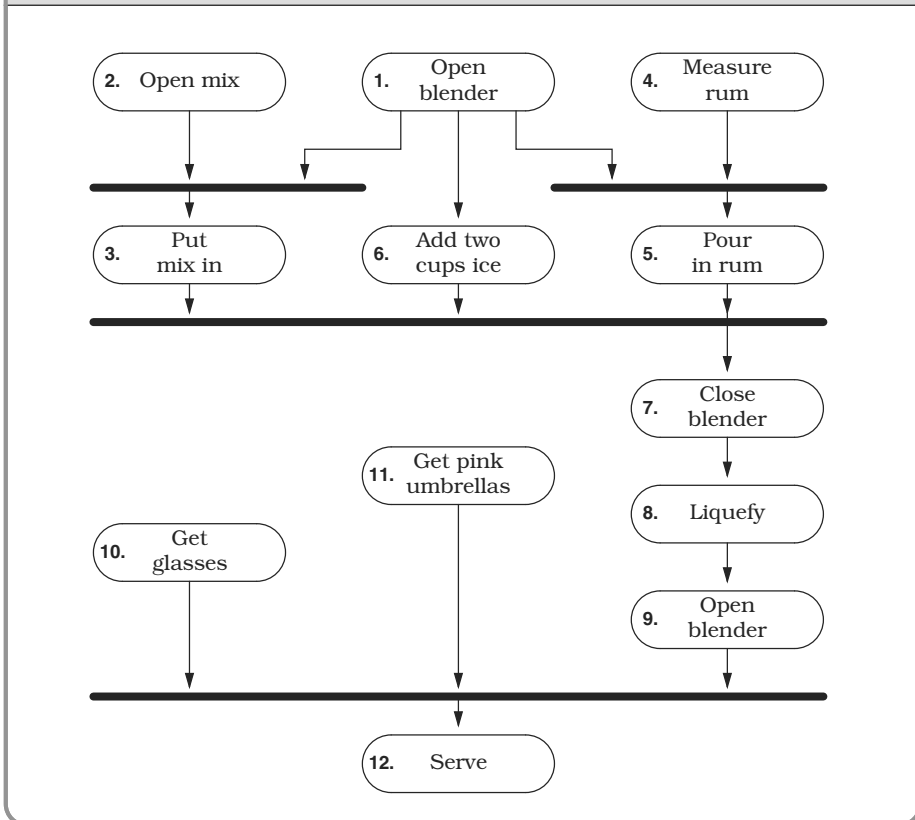 2. Open mix
1. Open
blender
4. Measure
rum
3. Put
mix in
6. Add two
cups ice
5. Pour
in rum
7. Close
blender
11. Get pink
umbrellas
8. Liquefy
10. Get
glasses
9. Open
blender
12. Serve